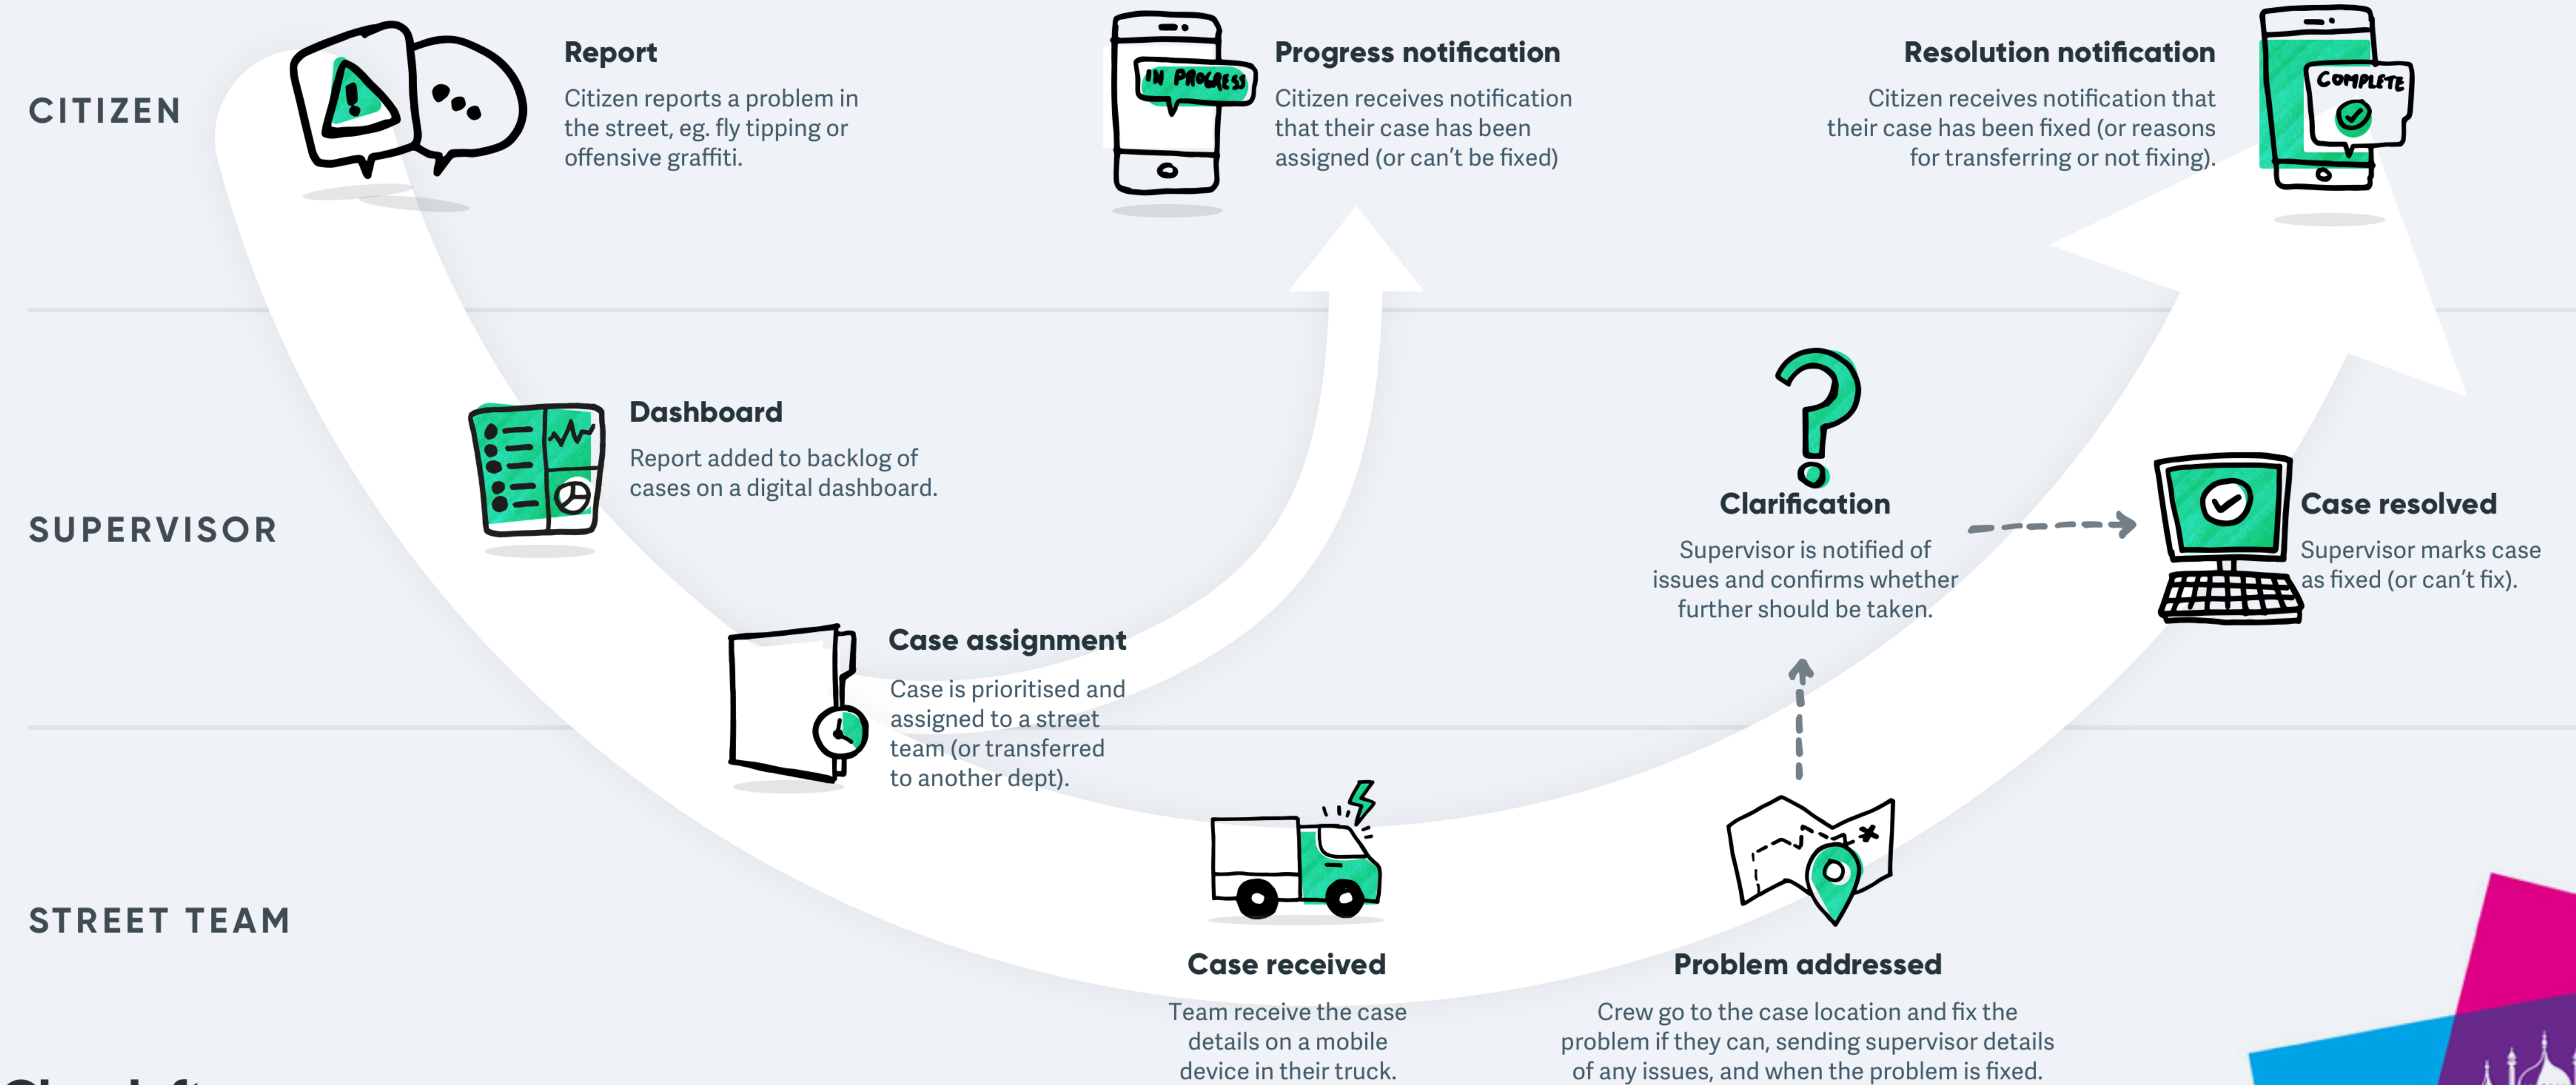 CITIZEN
Report
Citizen reports a problem in
the street, eg. fly tipping or
offensive graffiti.
IN PROGRESS
Progress notification
Citizen receives notification
that their case has been
assigned (or can't be fixed)
Resolution notification
Citizen receives notification that
their case has been fixed (or reasons
for transferring or not fixing).
COMPLETE
SUPERVISOR
Dashboard
Report added to backlog of
cases on a digital dashboard.
Case assignment
Case is prioritised and
assigned to a street
team (or transferred
to another dept).
Clarification
Supervisor is notified of
issues and confirms whether
further should be taken.
Case resolved
Supervisor marks case
as fixed (or can't fix).
STREET TEAM
Case received
Team receive the case
details on a mobile
device in their truck.
Problem addressed
Crew go to the case location and fix the
problem if they can, sending supervisor details
of any issues, and when the problem is fixed.